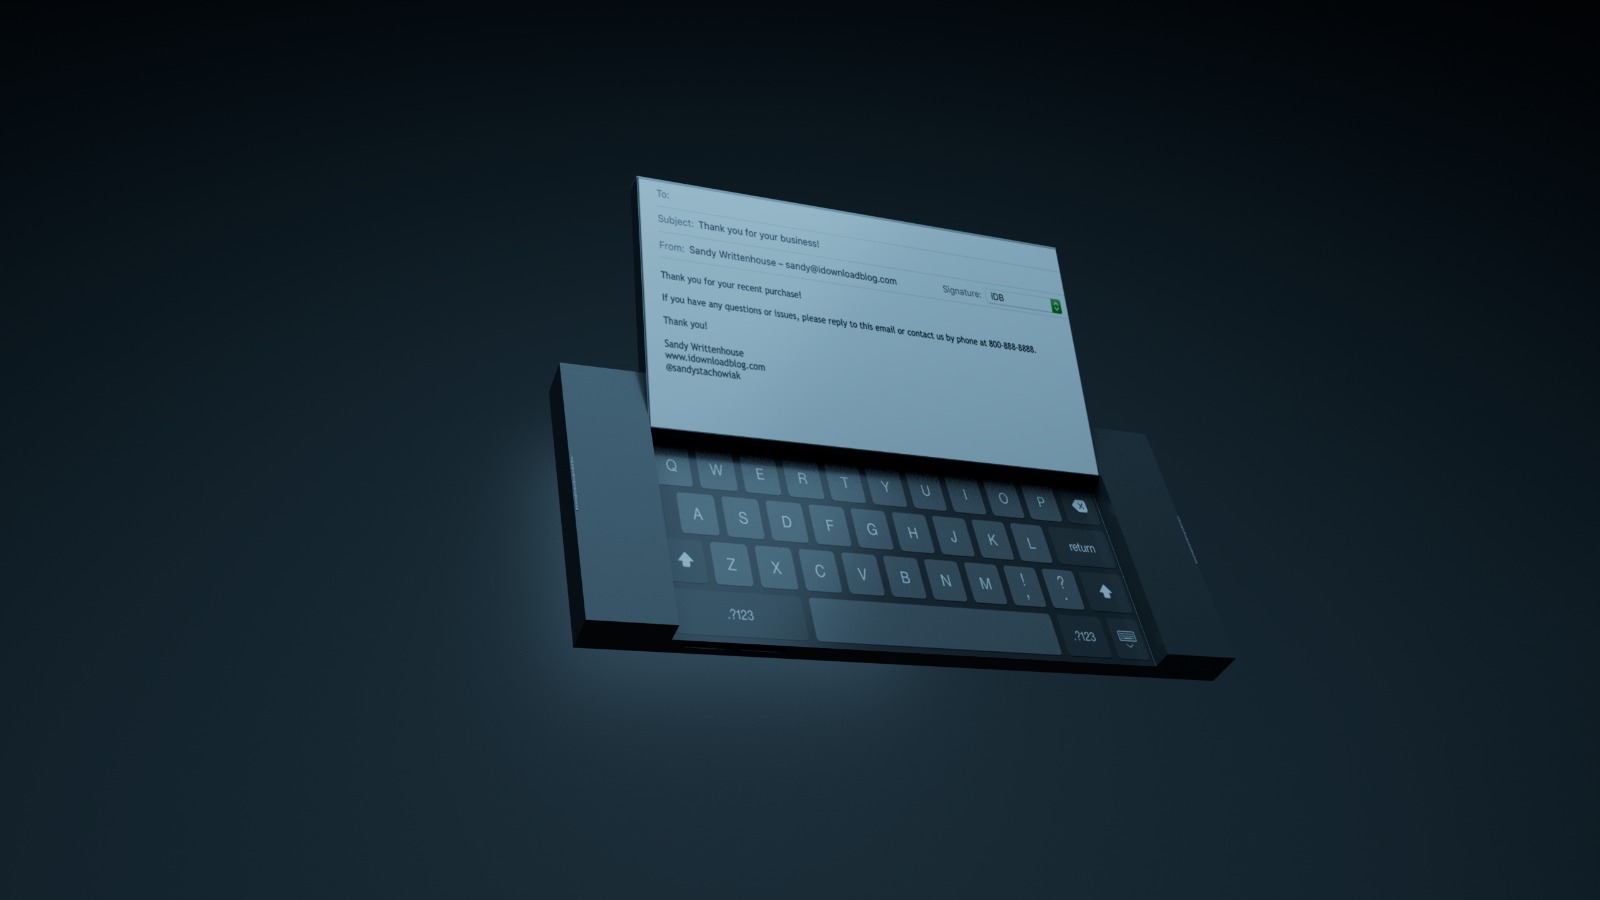 To:
Subject: Thank you for your business!
From: Sandy Writtenhouse – sandy@idownloadblog.com
Signature: iDB
Thank you for your recent purchase!
If you have any questions or issues, please reply to this email or contact us by phone at 800-888-8888.
Thank you!
Sandy Writtenhouse
www.idownloadblog.com
@sandystachowiak
Q W E R T Y U I O P
A S D F G H J K L return
Z X C V B N M ! , ? .
.?123 .?123